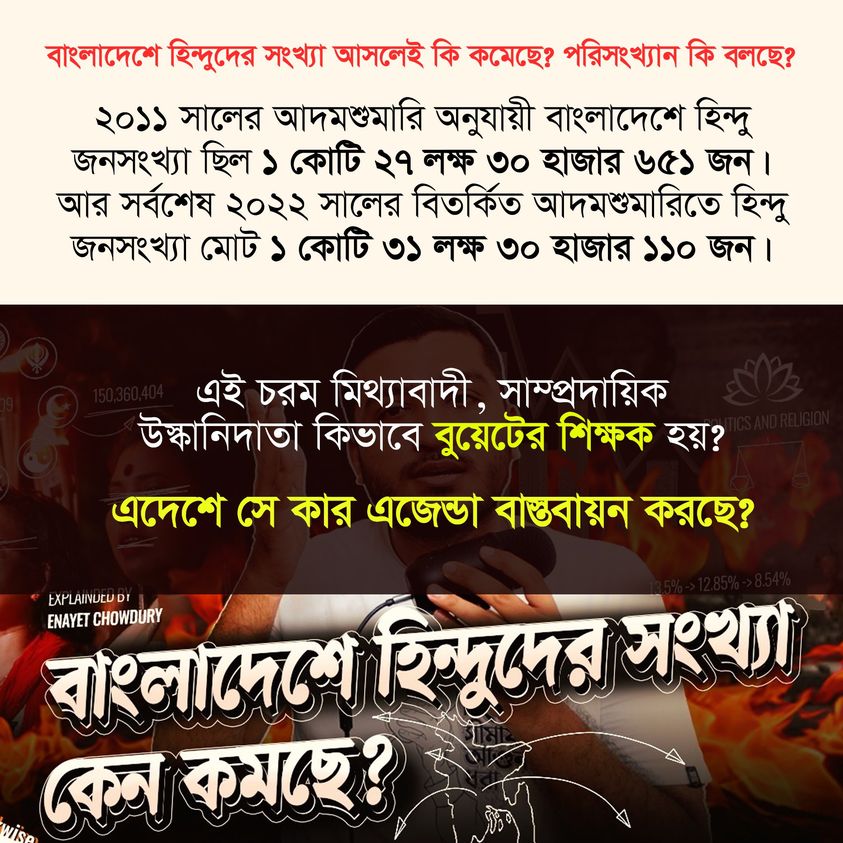 বাংলাদেশে হিন্দুদের সংখ্যা আসলেই কি কমেছে? পরিসংখ্যান কি বলছে?
২০১১ সালের আদমশুমারি অনুযায়ী বাংলাদেশে হিন্দু
জনসংখ্যা ছিল ১ কোটি ২৭ লক্ষ ৩০ হাজার ৬৫১ জন।
আর সর্বশেষ ২০২২ সালের বিতর্কিত আদমশুমারিতে হিন্দু
জনসংখ্যা মোট ১ কোটি ৩১ লক্ষ ৩০ হাজার ১১০ জন।
150,360,404
POLITICS AND RELIGION
এই চরম মিথ্যাবাদী, সাম্প্রদায়িক
উস্কানিদাতা কিভাবে বুয়েটের শিক্ষক হয়?
এদেশে সে কার এজেন্ডা বাস্তবায়ন করছে?
13.5% -> 12.85% -> 8.54%
EXPLAINDED BY
ENAYET CHOWDURY
বাংলাদেশে হিন্দুদের সংখ্যা
কেন কমছে?